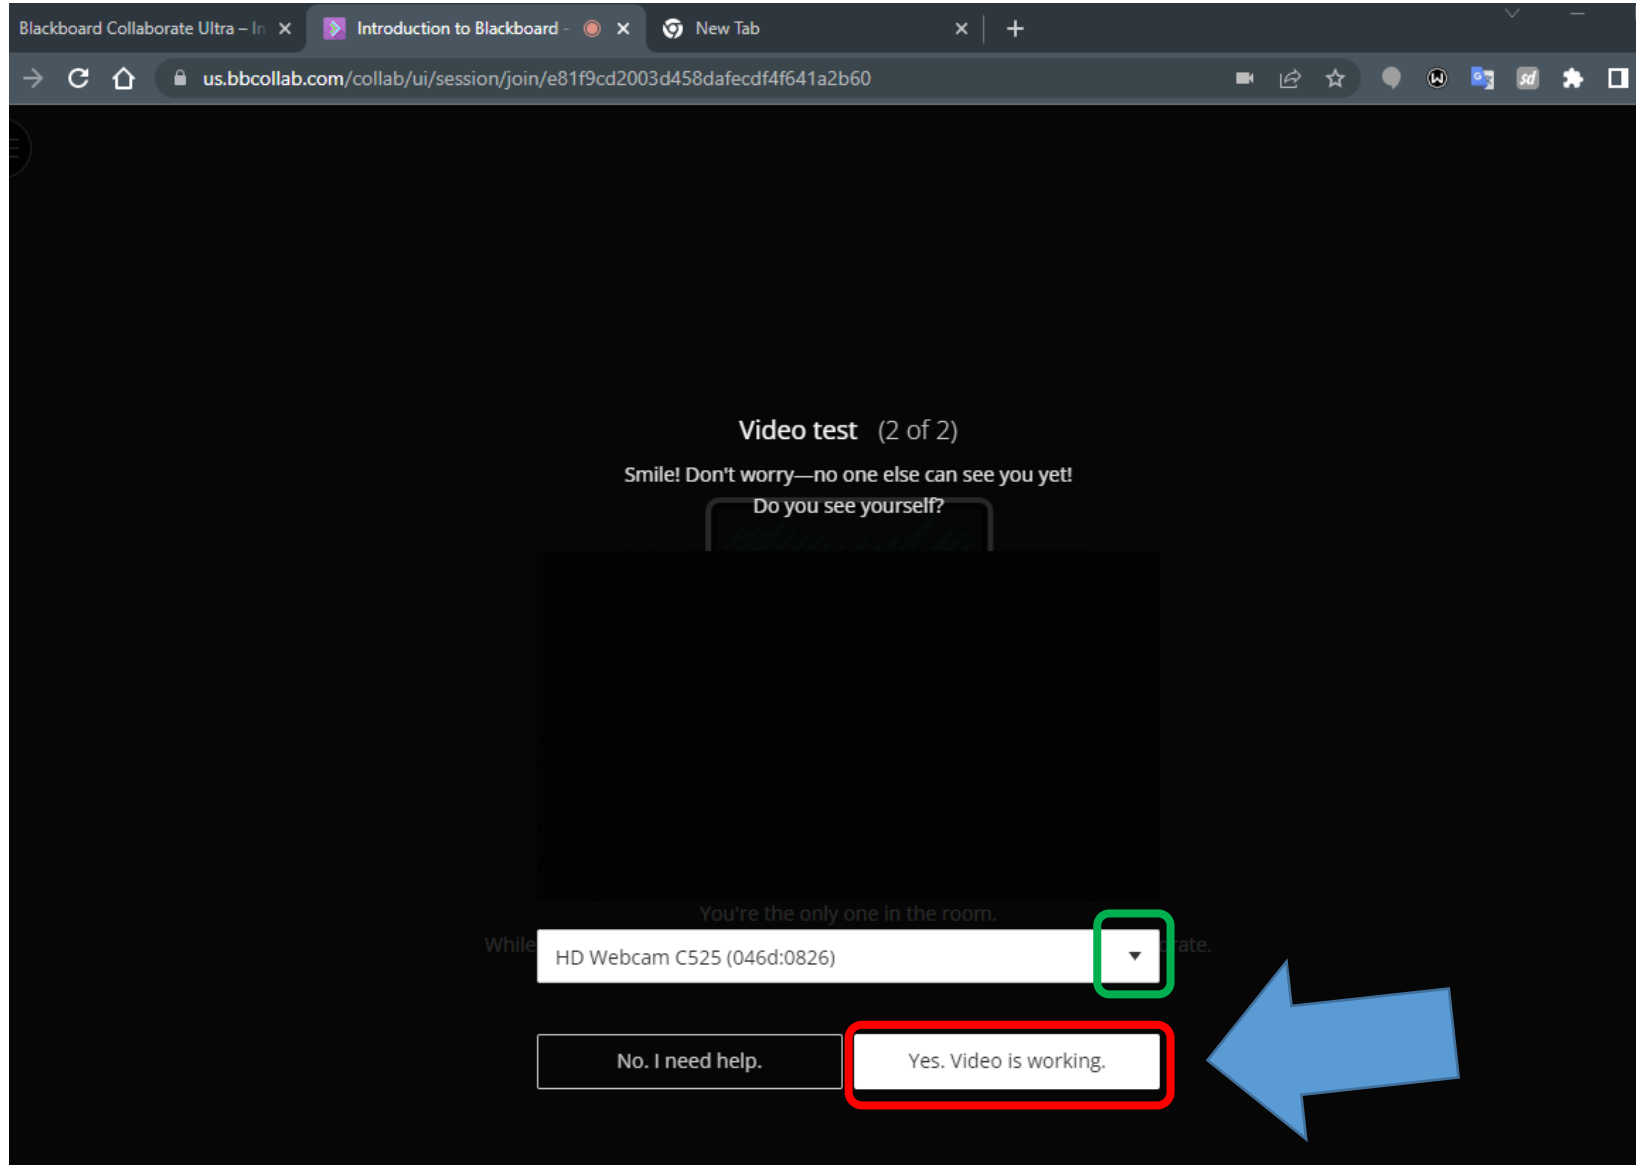 Blackboard Collaborate Ultra – In
Introduction to Blackboard -
New Tab
us.bbcollab.com/collab/ui/session/join/e81f9cd2003d458dafecdf4f641a2b60
Video test (2 of 2)
Smile! Don't worry—no one else can see you yet!
Do you see yourself?
You're the only one in the room.
While
rate.
HD Webcam C525 (046d:0826)
No. I need help.
Yes. Video is working.